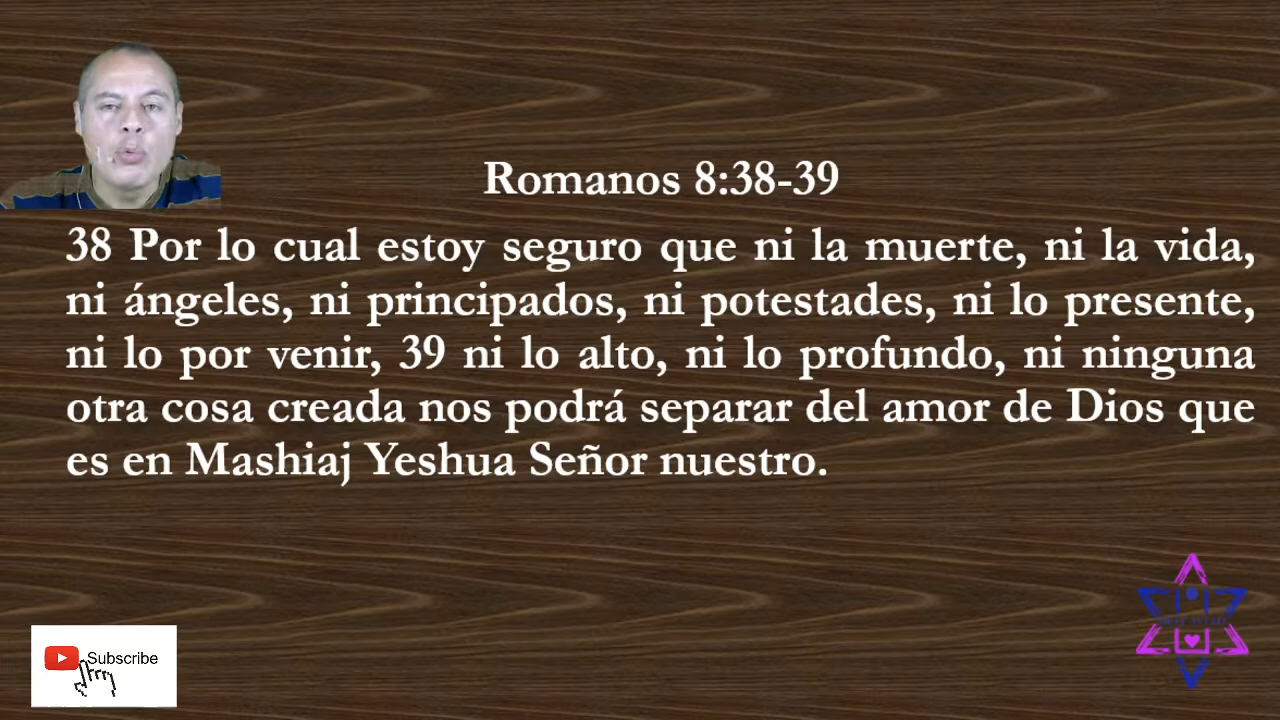 Romanos 8:38-39
38 Por lo cual estoy seguro que ni la muerte, ni la vida,
ni ángeles, ni principados, ni potestades, ni lo presente,
ni lo por venir, 39 ni lo alto, ni lo profundo, ni ninguna
otra cosa creada nos podrá separar del amor de Dios que
es en Mashiaj Yeshua Señor nuestro.
Subscribe